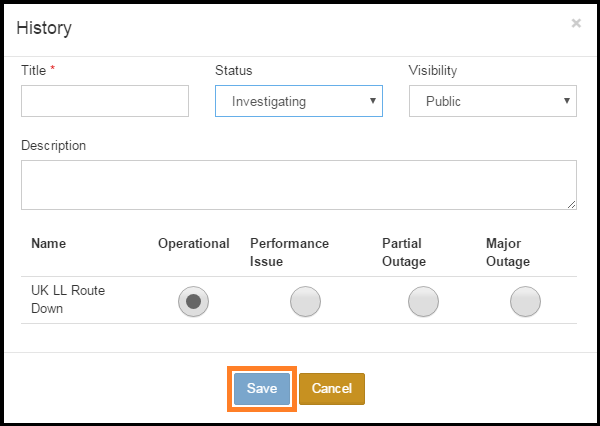 History ×
Title * Status Visibility
Investigating Public
Description
Name Operational Performance Issue Partial Outage Major Outage
UK LL Route
Down
Save Cancel